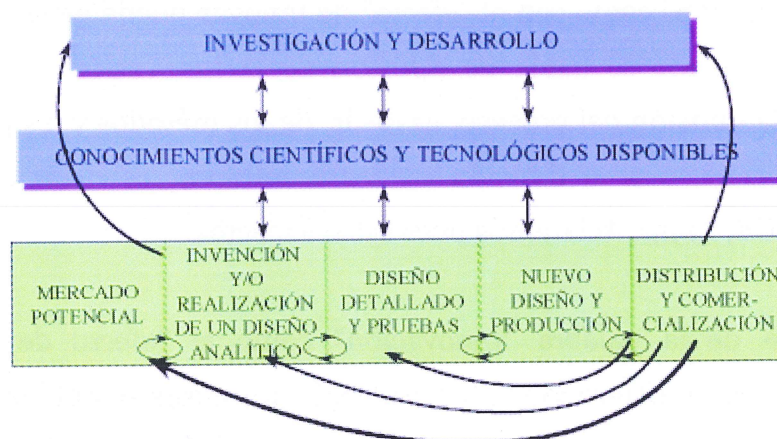 INVESTIGACIÓN Y DESARROLLO
CONOCIMIENTOS CIENTÍFICOS Y TECNOLÓGICOS DISPONIBLES
MERCADO
POTENCIAL
INVENCIÓN
Y/O
REALIZACIÓN
DE UN DISEÑO
ANALÍTICO
DISEÑO
DETALLADO
Y PRUEBAS
NUEVO
DISEÑO Y
PRODUCCIÓN
DISTRIBUCIÓN
Y COMER-
CIALIZACIÓN